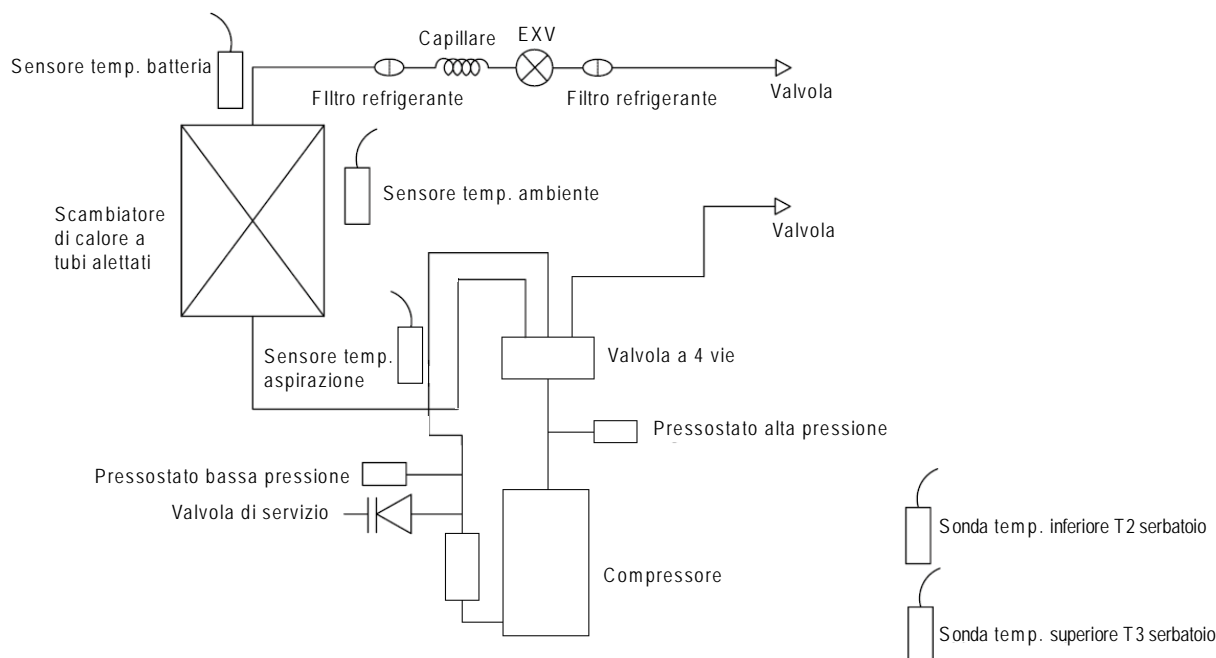 Capillare
EXV
Sensore temp. batteria
FIltro refrigerante
Filtro refrigerante
Valvola
Sensore temp. ambiente
Scambiatore
di calore a
tubi alettati
Valvola
Sensore temp.
aspirazione
Valvola a 4 vie
Pressostato alta pressione
Pressostato bassa pressione
Valvola di servizio
Compressore
Sonda temp. inferiore T2 serbatoio
Sonda temp. superiore T3 serbatoio